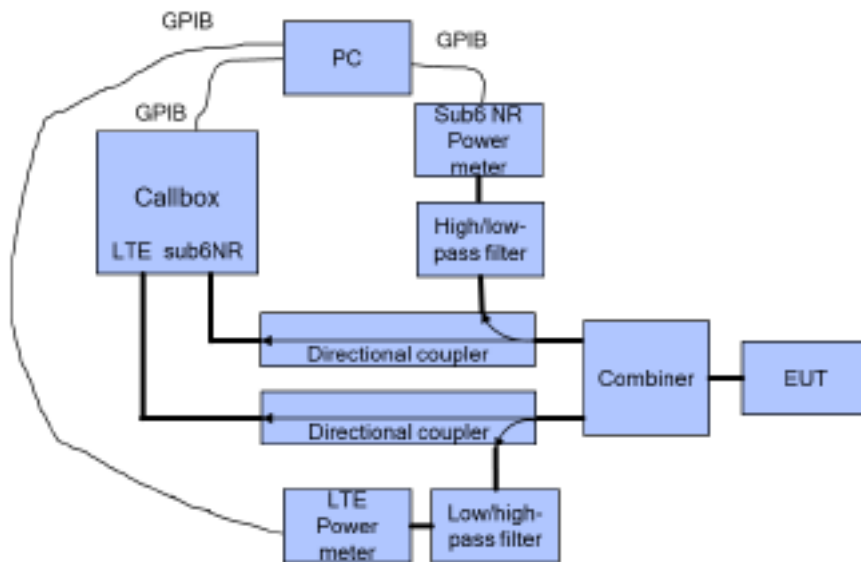 GPIB
PC
GPIB
GPIB
Sub6 NR
Power
meter
Callbox
LTE sub6NR
High/low-
pass filter
Directional coupler
Combiner
EUT
Directional coupler
LTE
Power
meter
Low/high-
pass filter